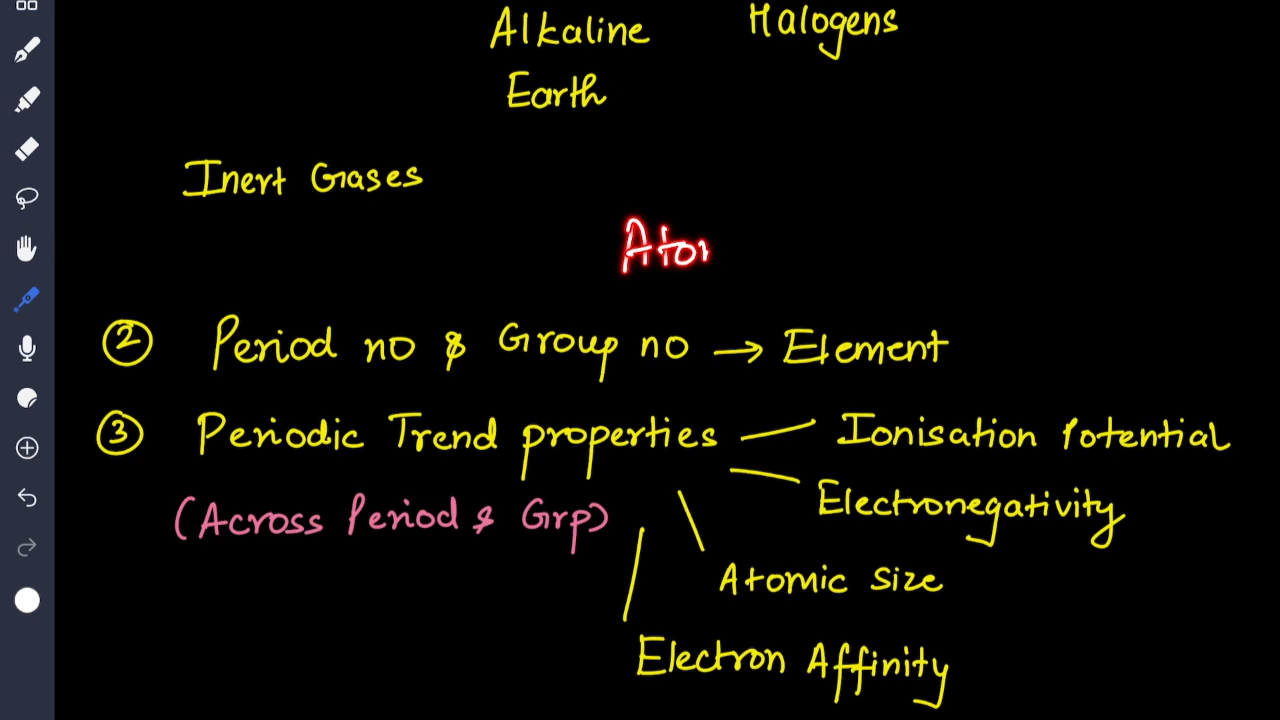 Alkaline Halogens
Earth
Inert Gases
Ato
② Period no & Group no → Element
③ Periodic Trend properties — Ionisation Potential
Electronegativity
(Across Period & Grp)
Atomic size
Electron Affinity